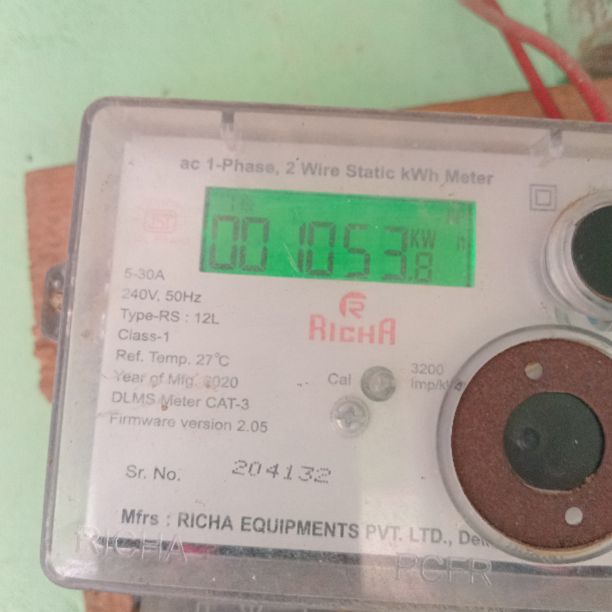 ac 1-Phase, 2 Wire Static kWh Meter
001053.8 KW h
5-30A
240V, 50Hz
Type-RS : 12L
Class-1
Ref. Temp. 27°C
Year of Mfg. 2020
DLMS Meter CAT-3
Firmware version 2.05
RICHA
Cal
3200
Imp/k
Sr. No. 204132
Mfrs : RICHA EQUIPMENTS PVT. LTD., Del
RICHA